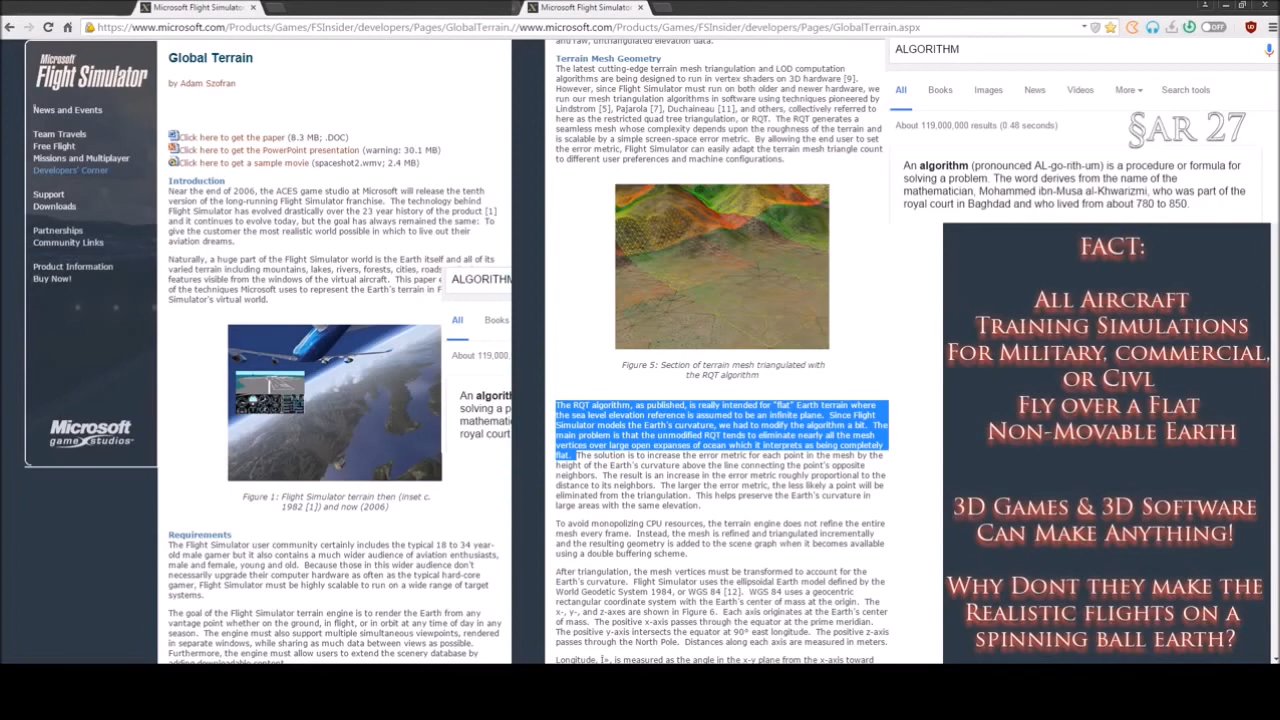 Microsoft Flight Simulator
Microsoft Flight Simulator
https://www.microsoft.com/Products/Games/FSInsider/developers/Pages/GlobalTerrain.//www.microsoft.com/Products/Games/FSInsider/developers/Pages/GlobalTerrain.aspx
OFF
Microsoft
Flight Simulator
News and Events
Team Travels
Free Flight
Missions and Multiplayer
Developers' Corner
Support
Downloads
Partnerships
Community Links
Product Information
Buy Now!
Microsoft
game studios
Global Terrain
by Adam Szofran
Click here to get the paper (8.3 MB; .DOC)
Click here to get the PowerPoint presentation (warning: 30.1 MB)
Click here to get a sample movie (spaceshot2.wmv; 2.4 MB)
Introduction
Near the end of 2006, the ACES game studio at Microsoft will release the tenth
version of the long-running Flight Simulator franchise. The technology behind
Flight Simulator has evolved drastically over the 23 year history of the product [1]
and it continues to evolve today, but the goal has always remained the same: To
give the customer the most realistic world possible in which to live out their
aviation dreams.
Naturally, a huge part of the Flight Simulator world is the Earth itself and all of its
varied terrain including mountains, lakes, rivers, forests, cities, roads
features visible from the windows of the virtual aircraft. This paper
of the techniques Microsoft uses to represent the Earth's terrain in F
Simulator's virtual world.
ALGORITHM
All Books
About 119,000,
An algorithm
solving a p
mathemati
royal court
Figure 1: Flight Simulator terrain then (inset c.
1982 [1]) and now (2006)
Requirements
The Flight Simulator user community certainly includes the typical 18 to 34 year-
old male gamer but it also contains a much wider audience of aviation enthusiasts,
male and female, young and old. Because those in this wider audience don't
necessarily upgrade their computer hardware as often as the typical hard-core
gamer, Flight Simulator must be highly scalable to run on a wide range of target
systems.
The goal of the Flight Simulator terrain engine is to render the Earth from any
vantage point whether on the ground, in flight, or in orbit at any time of day in any
season. The engine must also support multiple simultaneous viewpoints, rendered
in separate windows, while sharing as much data between views as possible.
Furthermore, the engine must allow users to extend the scenery database by
adding downloadable content.
and raw, untriangulated elevation data.
Terrain Mesh Geometry
The latest cutting-edge terrain mesh triangulation and LOD computation
algorithms are being designed to run in vertex shaders on 3D hardware [9].
However, since Flight Simulator must run on both older and newer hardware, we
run our mesh triangulation algorithms in software using techniques pioneered by
Lindstrom [5], Pajarola [7], Duchaineau [11], and others, collectively referred to
here as the restricted quad tree triangulation, or RQT. The RQT generates a
seamless mesh whose complexity depends upon the roughness of the terrain and
is scalable by a simple screen-space error metric. By allowing the end user to set
the error metric, Flight Simulator can easily adapt the terrain mesh triangle count
to different user preferences and machine configurations.
Figure 5: Section of terrain mesh triangulated with
the RQT algorithm
The RQT algorithm, as published, is really intended for "flat" Earth terrain where
the sea level elevation reference is assumed to be an infinite plane. Since Flight
Simulator models the Earth's curvature, we had to modify the algorithm a bit. The
main problem is that the unmodified RQT tends to eliminate nearly all the mesh
vertices over large open expanses of ocean which it interprets as being completely
flat. The solution is to increase the error metric for each point in the mesh by the
height of the Earth's curvature above the line connecting the point's opposite
neighbors. The result is an increase in the error metric roughly proportional to the
distance to its neighbors. The larger the error metric, the less likely a point will be
eliminated from the triangulation. This helps preserve the Earth's curvature in
large areas with the same elevation.
To avoid monopolizing CPU resources, the terrain engine does not refine the entire
mesh every frame. Instead, the mesh is refined and triangulated incrementally
and the resulting geometry is added to the scene graph when it becomes available
using a double buffering scheme.
After triangulation, the mesh vertices must be transformed to account for the
Earth's curvature. Flight Simulator uses the ellipsoidal Earth model defined by the
World Geodetic System 1984, or WGS 84 [12]. WGS 84 uses a geocentric
rectangular coordinate system with the Earth's center of mass at the origin. The
x-, y-, and z-axes are shown in Figure 6. Each axis originates at the Earth's center
of mass. The positive x-axis passes through the equator at the prime meridian.
The positive y-axis intersects the equator at 90° east longitude. The positive z-axis
passes through the North Pole. Distances along each axis are measured in meters.
Longitude, Î», is measured as the angle in the x-y plane from the x-axis toward
ALGORITHM
All Books Images News Videos More Search tools
About 119,000,000 results (0.48 seconds)
§AR 27
An algorithm (pronounced AL-go-rith-um) is a procedure or formula for
solving a problem. The word derives from the name of the
mathematician, Mohammed ibn-Musa al-Khwarizmi, who was part of the
royal court in Baghdad and who lived from about 780 to 850.
FACT:
ALL AIRCRAFT
TRAINING SIMULATIONS
FOR MILITARY, COMMERCIAL,
OR CIVL
FLY OVER A FLAT
NON-MOVABLE EARTH
3D GAMES & 3D SOFTWARE
CAN MAKE ANYTHING!
WHY DONT THEY MAKE THE
REALISTIC FLIGHTS ON A
SPINNING BALL EARTH?